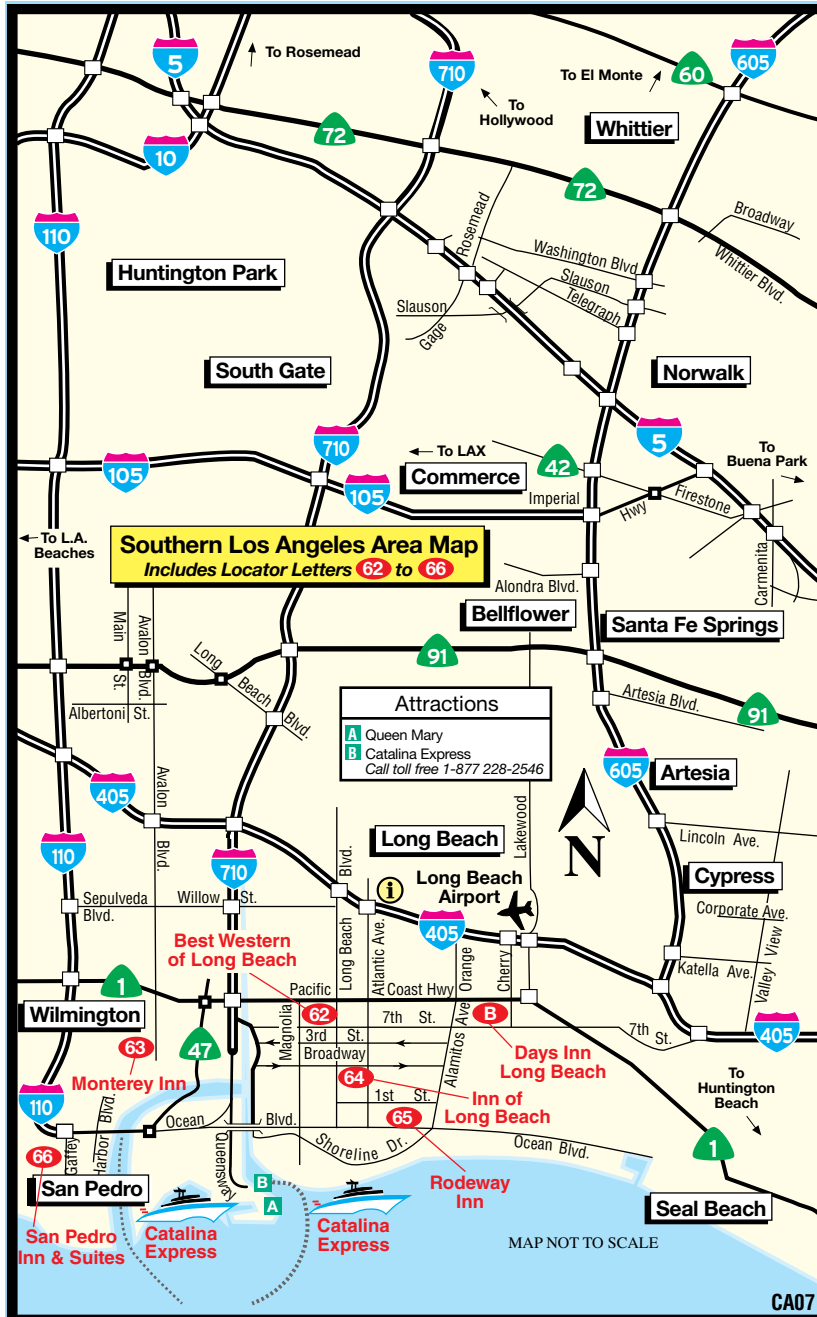 To Rosemead
5
710
To El Monte
60
605
To
Hollywood
Whittier
10
72
72
110
Rosemead
Broadway
Washington Blvd.
Whittier Blvd.
Huntington Park
Slauson
Telegraph
Slauson
Gage
South Gate
Norwalk
710
5
To LAX
42
To
Buena Park
105
105
Commerce
Imperial
Hwy
Firestone
To L.A.
Beaches
Southern Los Angeles Area Map
Includes Locator Letters 62 to 66
Alondra Blvd.
Carmenita
Main
St.
Avalon
Blvd.
Bellflower
Santa Fe Springs
Long
Beach
Blvd.
91
Albertoni St.
Artesia Blvd.
91
Attractions
A Queen Mary
B Catalina Express
Call toll free 1-877 228-2546
605
Artesia
405
Avalon
Blvd.
Lakewood
N
110
710
Long Beach
Blvd.
Lincoln Ave.
Cypress
i
Long Beach
Airport
Sepulveda
Blvd.
Willow St.
Corporate Ave.
405
Best Western
of Long Beach
Long Beach
Atlantic Ave.
Orange
Cherry
Katella Ave.
Valley View
1
Pacific
Coast Hwy
Wilmington
62
7th St.
B
7th
St.
405
Magnolia
3rd St.
Alamitos Ave
63
47
Broadway
Days Inn
Long Beach
Monterey Inn
64
Inn of
Long Beach
To
Huntington
Beach
110
1st St.
65
Harbor Blvd.
Ocean
Blvd.
66
Gaffey
Shoreline Dr.
Ocean Blvd.
1
Queensway
San Pedro
B
A
Rodeway
Inn
Seal Beach
San Pedro
Inn & Suites
Catalina
Express
Catalina
Express
MAP NOT TO SCALE
CA07